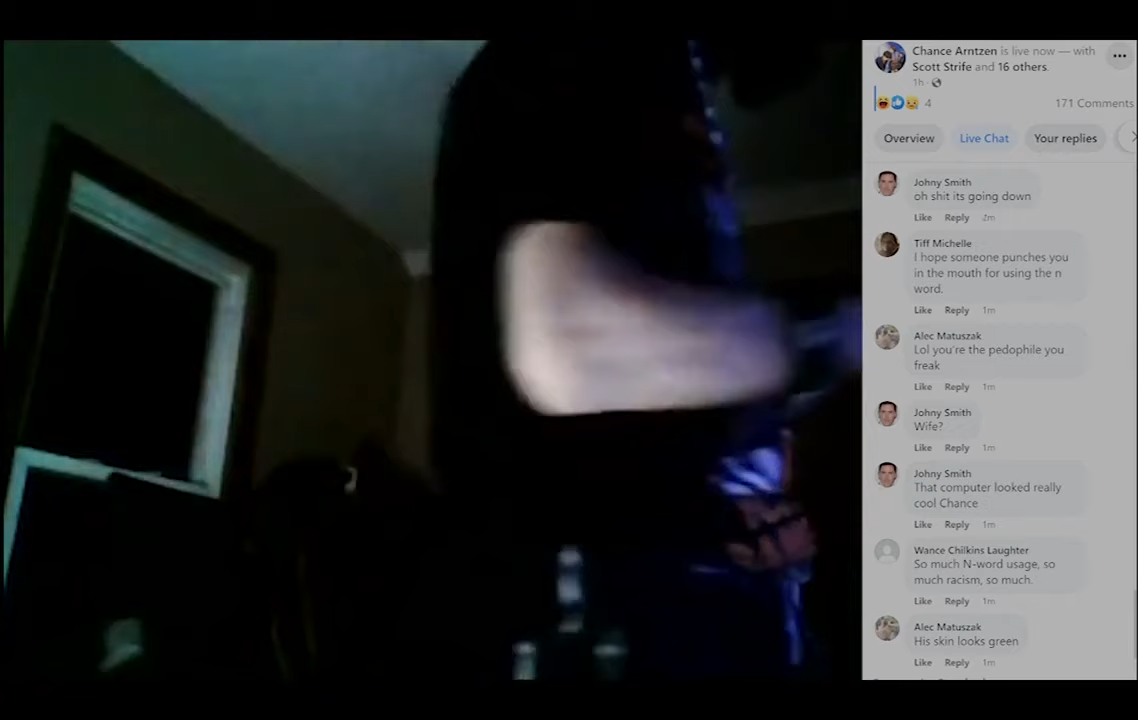 Chance Arntzen is live now — with
Scott Strife and 16 others.
1h ·
4
171 Comments
Overview
Live Chat
Your replies
Johny Smith
oh shit its going down
Like Reply 2m
Tiff Michelle
I hope someone punches you
in the mouth for using the n
word.
Like Reply 1m
Alec Matuszak
Lol you're the pedophile you
freak
Like Reply 1m
Johny Smith
Wife?
Like Reply 1m
Johny Smith
That computer looked really
cool Chance
Like Reply 1m
Wance Chilkins Laughter
So much N-word usage, so
much racism, so much.
Like Reply 1m
Alec Matuszak
His skin looks green
Like Reply 1m